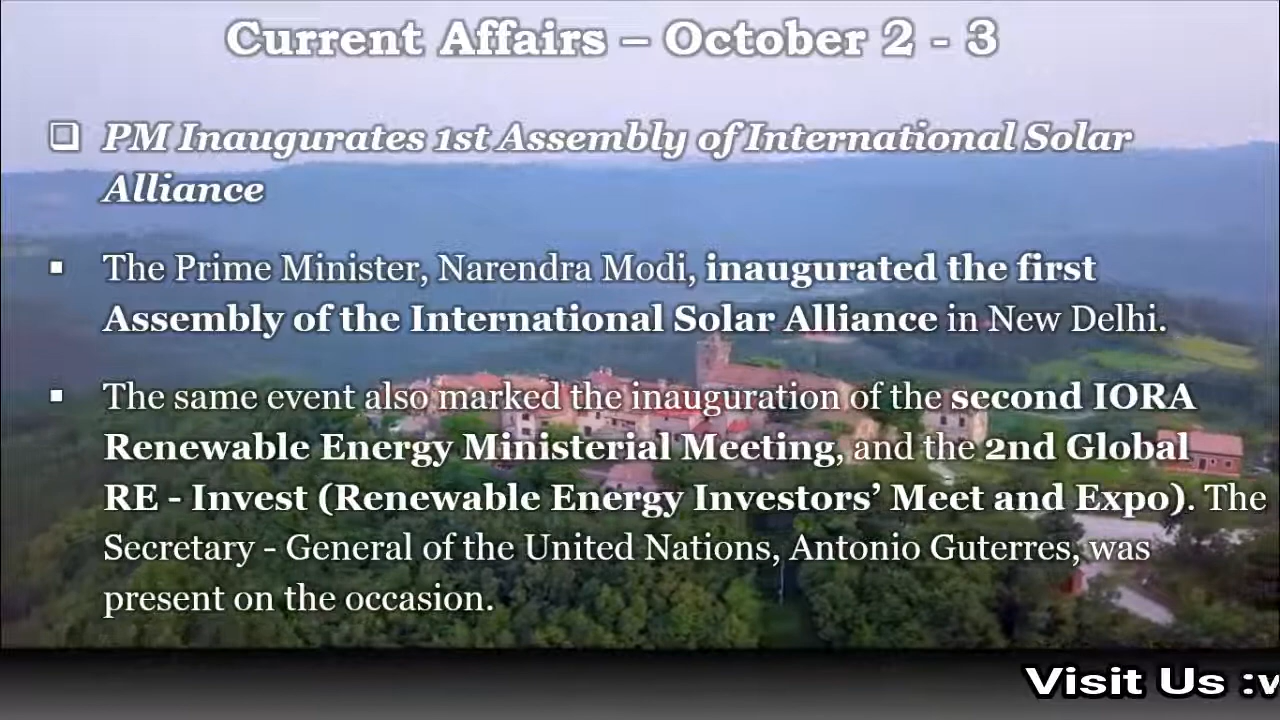 Current Affairs – October 2 - 3
❑ PM Inaugurates 1st Assembly of International Solar
Alliance
▪ The Prime Minister, Narendra Modi, inaugurated the first
Assembly of the International Solar Alliance in New Delhi.
▪ The same event also marked the inauguration of the second IORA
Renewable Energy Ministerial Meeting, and the 2nd Global
RE - Invest (Renewable Energy Investors’ Meet and Expo). The
Secretary - General of the United Nations, Antonio Guterres, was
present on the occasion.
Visit Us :